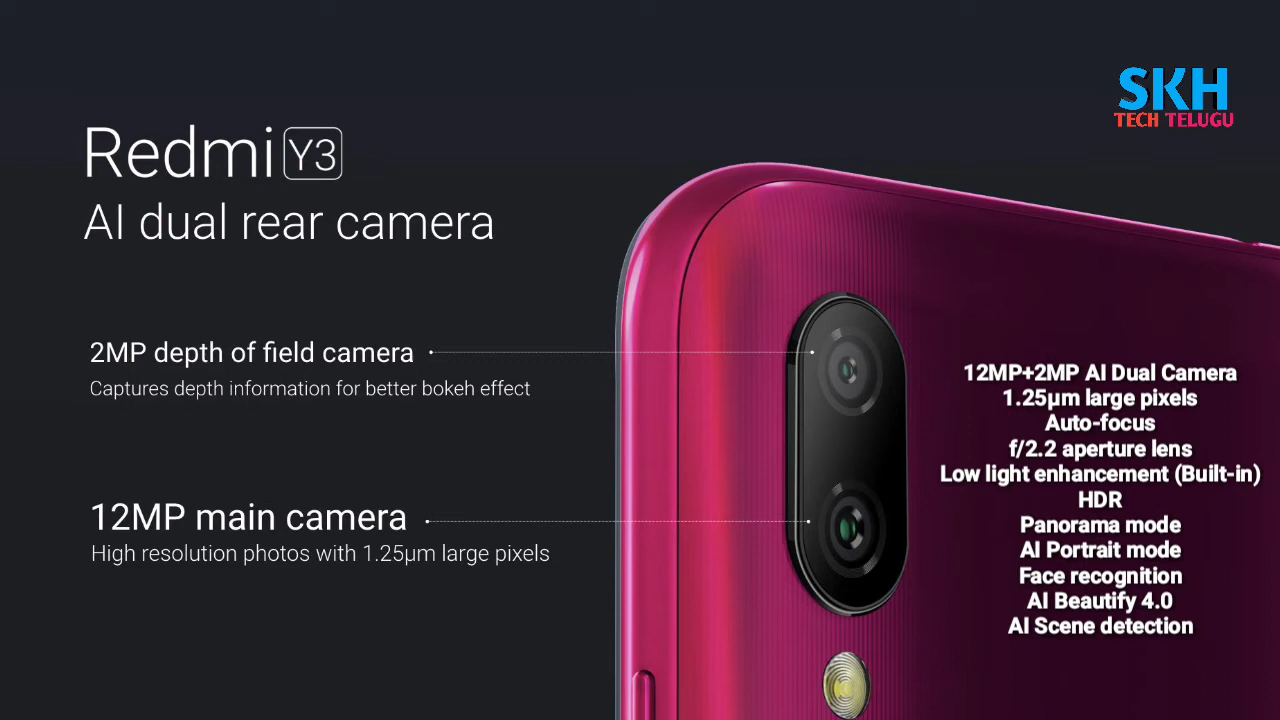 SKH
TECH TELUGU
Redmi Y3
AI dual rear camera
2MP depth of field camera
Captures depth information for better bokeh effect
12MP main camera
High resolution photos with 1.25μm large pixels
12MP+2MP AI Dual Camera
1.25μm large pixels
Auto-focus
f/2.2 aperture lens
Low light enhancement (Built-in)
HDR
Panorama mode
AI Portrait mode
Face recognition
AI Beautify 4.0
AI Scene detection